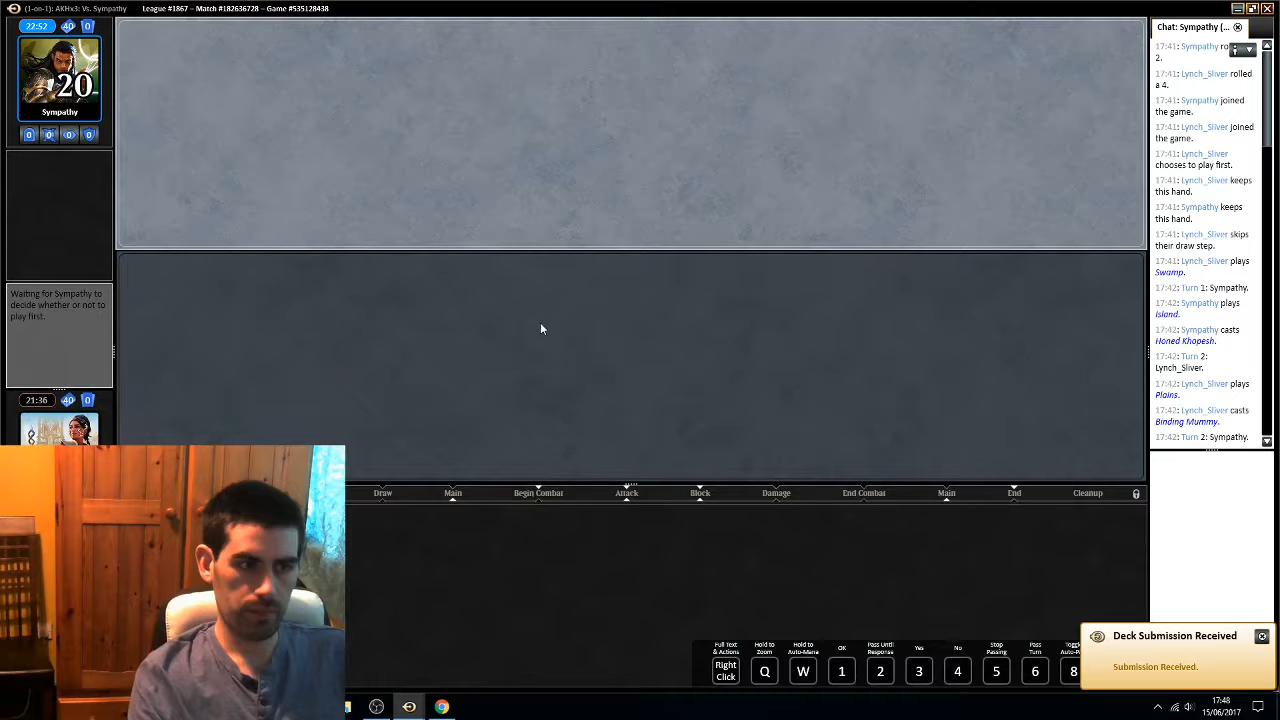 (1-on-1): AKHx3: Vs. Sympathy League #1867 – Match #182636728 – Game #535128438
22:52 40 0
20
Sympathy
0 0 0 0
Waiting for Sympathy to
decide whether or not to
play first.
21:36 40 0
Draw Main Begin Combat Attack Block Damage End Combat Main End Cleanup
Full Text & Actions
Right Click
Hold to Zoom
Q
Hold to Auto-Mana
W
OK
1
Pass Until Response
2
Yes
3
No
4
Stop Passing
5
Pass Turn
6
8
Chat: Sympathy (...
17:41: Sympathy
2.
17:41: Lynch_Sliver rolled
a 4.
17:41: Sympathy joined
the game.
17:41: Lynch_Sliver joined
the game.
17:41: Lynch_Sliver
chooses to play first.
17:41: Lynch_Sliver keeps
this hand.
17:41: Sympathy keeps
this hand.
17:41: Lynch_Sliver skips
their draw step.
17:41: Lynch_Sliver plays
Swamp.
17:42: Turn 1: Sympathy.
17:42: Sympathy plays
Island.
17:42: Sympathy casts
Honed Khopesh.
17:42: Turn 2:
Lynch_Sliver.
17:42: Lynch_Sliver plays
Plains.
17:42: Lynch_Sliver casts
Binding Mummy.
17:42: Turn 2: Sympathy.
Deck Submission Received
Submission Received.
17:48
15/06/2017